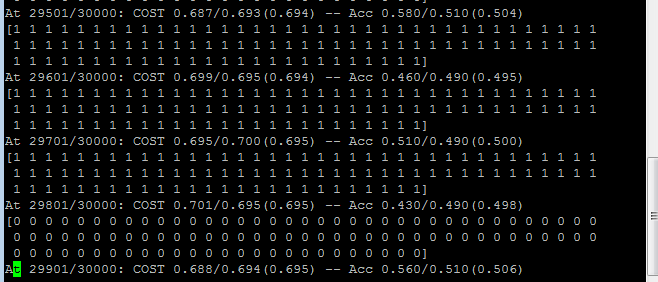 At 29501/30000: COST 0.687/0.693(0.694) -- Acc 0.580/0.510(0.504)
[1 1 1 1 1 1 1 1 1 1 1 1 1 1 1 1 1 1 1 1 1 1 1 1 1 1 1 1 1 1 1 1 1 1 1 1 1
1 1 1 1 1 1 1 1 1 1 1 1 1 1 1 1 1 1 1 1 1 1 1 1 1 1 1 1 1 1 1 1 1 1 1 1 1
1 1 1 1 1 1 1 1 1 1 1 1 1 1 1 1 1 1 1 1 1 1 1 1 1 1]
At 29601/30000: COST 0.699/0.695(0.694) -- Acc 0.460/0.490(0.495)
[1 1 1 1 1 1 1 1 1 1 1 1 1 1 1 1 1 1 1 1 1 1 1 1 1 1 1 1 1 1 1 1 1 1 1 1 1
1 1 1 1 1 1 1 1 1 1 1 1 1 1 1 1 1 1 1 1 1 1 1 1 1 1 1 1 1 1 1 1 1 1 1 1 1
1 1 1 1 1 1 1 1 1 1 1 1 1 1 1 1 1 1 1 1 1 1 1 1 1 1]
At 29701/30000: COST 0.695/0.700(0.695) -- Acc 0.510/0.490(0.500)
[1 1 1 1 1 1 1 1 1 1 1 1 1 1 1 1 1 1 1 1 1 1 1 1 1 1 1 1 1 1 1 1 1 1 1 1 1
1 1 1 1 1 1 1 1 1 1 1 1 1 1 1 1 1 1 1 1 1 1 1 1 1 1 1 1 1 1 1 1 1 1 1 1 1
1 1 1 1 1 1 1 1 1 1 1 1 1 1 1 1 1 1 1 1 1 1 1 1 1 1]
At 29801/30000: COST 0.701/0.695(0.695) -- Acc 0.430/0.490(0.498)
[0 0 0 0 0 0 0 0 0 0 0 0 0 0 0 0 0 0 0 0 0 0 0 0 0 0 0 0 0 0 0 0 0 0 0 0 0
0 0 0 0 0 0 0 0 0 0 0 0 0 0 0 0 0 0 0 0 0 0 0 0 0 0 0 0 0 0 0 0 0 0 0 0 0
0 0 0 0 0 0 0 0 0 0 0 0 0 0 0 0 0 0 0 0 0 0 0 0 0 0]
At 29901/30000: COST 0.688/0.694(0.695) -- Acc 0.560/0.510(0.506)